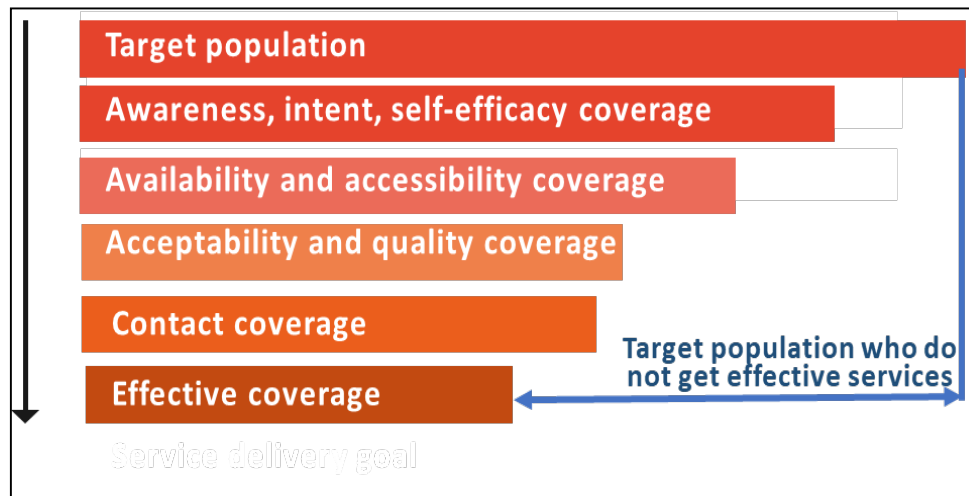 Target population
Awareness, intent, self-efficacy coverage
Availability and accessibility coverage
Acceptability and quality coverage
Contact coverage
Target population who do
not get effective services
Effective coverage
Service delivery goal